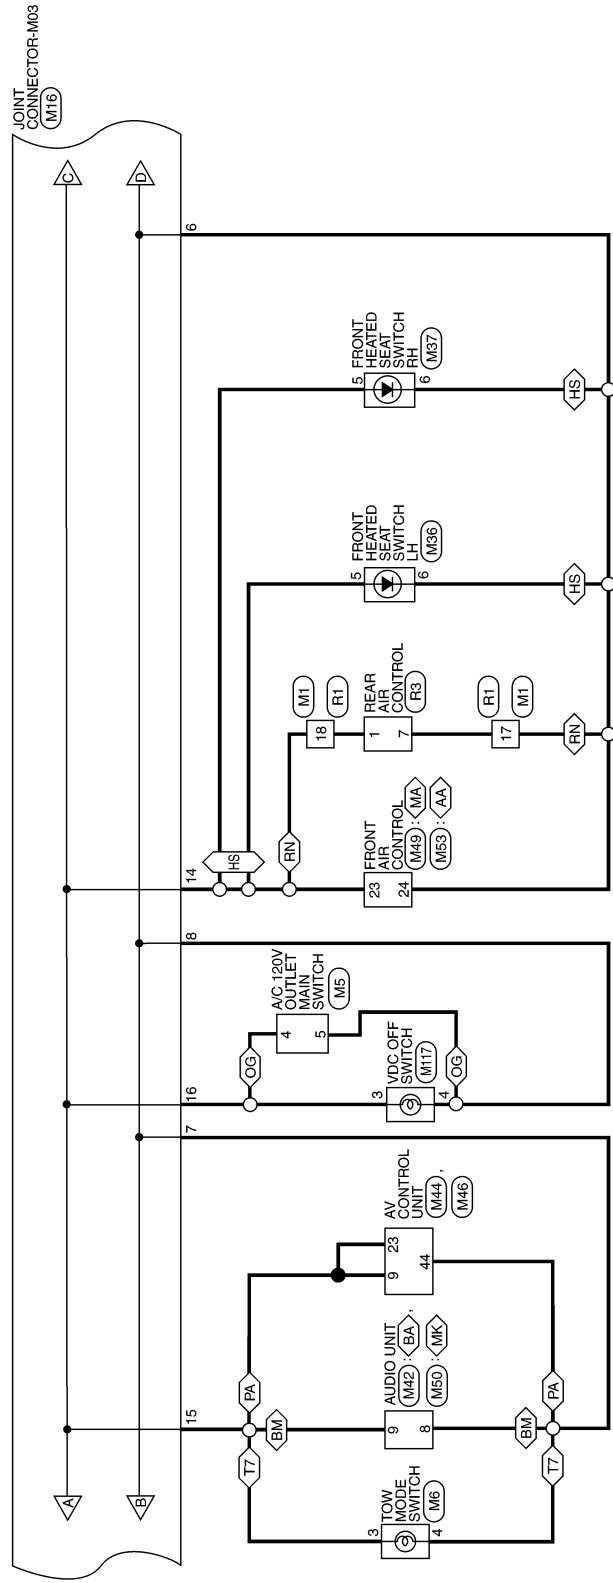 JOINT
CONNECTOR-M03
M16
A
C
B
D
15
7
16
8
14
6
T7
PA
BM
3
TOW
MODE
SWITCH
M6
4
9
AUDIO UNIT
M42 : BA ,
M50 : MK
8
9
23
AV
CONTROL
UNIT
M44 ,
M46
44
T7
BM
PA
OG
4
A/C 120V
OUTLET
MAIN
SWITCH
M5
5
3
VDC OFF
SWITCH
M117
4
OG
HS
RN
23
FRONT
AIR
CONTROL
M49 : MA
M53 : AA
24
18
M1
R1
1
REAR
AIR
CONTROL
R3
7
17
R1
M1
RN
5
FRONT
HEATED
SEAT
SWITCH
LH
M36
6
HS
5
FRONT
HEATED
SEAT
SWITCH
RH
M37
6
HS